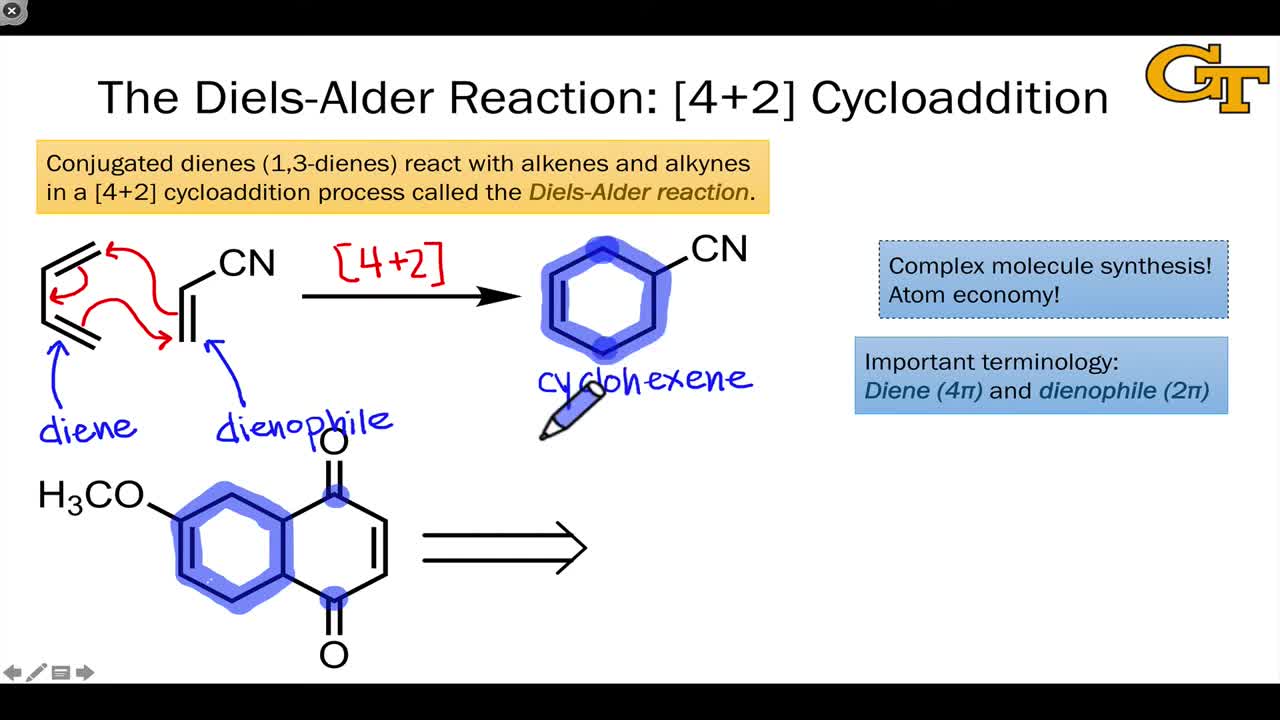 The Diels-Alder Reaction: [4+2] Cycloaddition
GT
Conjugated dienes (1,3-dienes) react with alkenes and alkynes
in a [4+2] cycloaddition process called the Diels-Alder reaction.
CN
[4+2]
CN
Complex molecule synthesis!
Atom economy!
Important terminology:
Diene (4π) and dienophile (2π)
cyclohexene
diene
dienophile
O
H₃CO
O